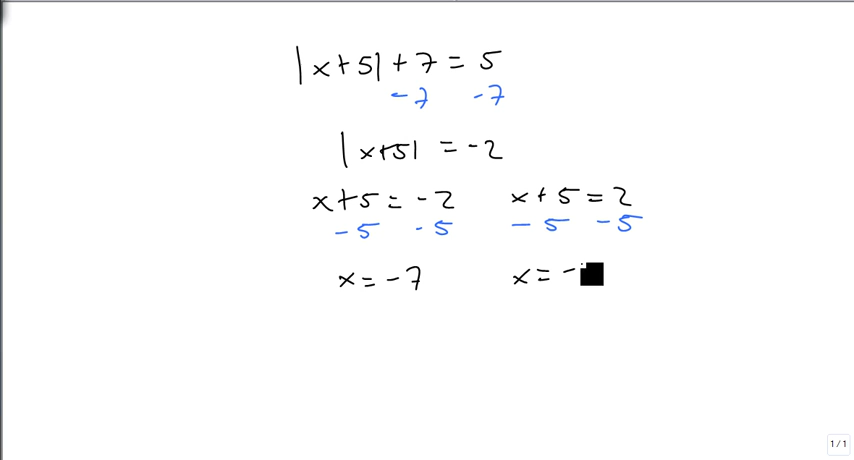 |x+5| + 7 = 5
-7 -7
|x+5| = -2
x+5 = -2 x+5 = 2
-5 -5 -5 -5
x = -7 x = -
1 / 1